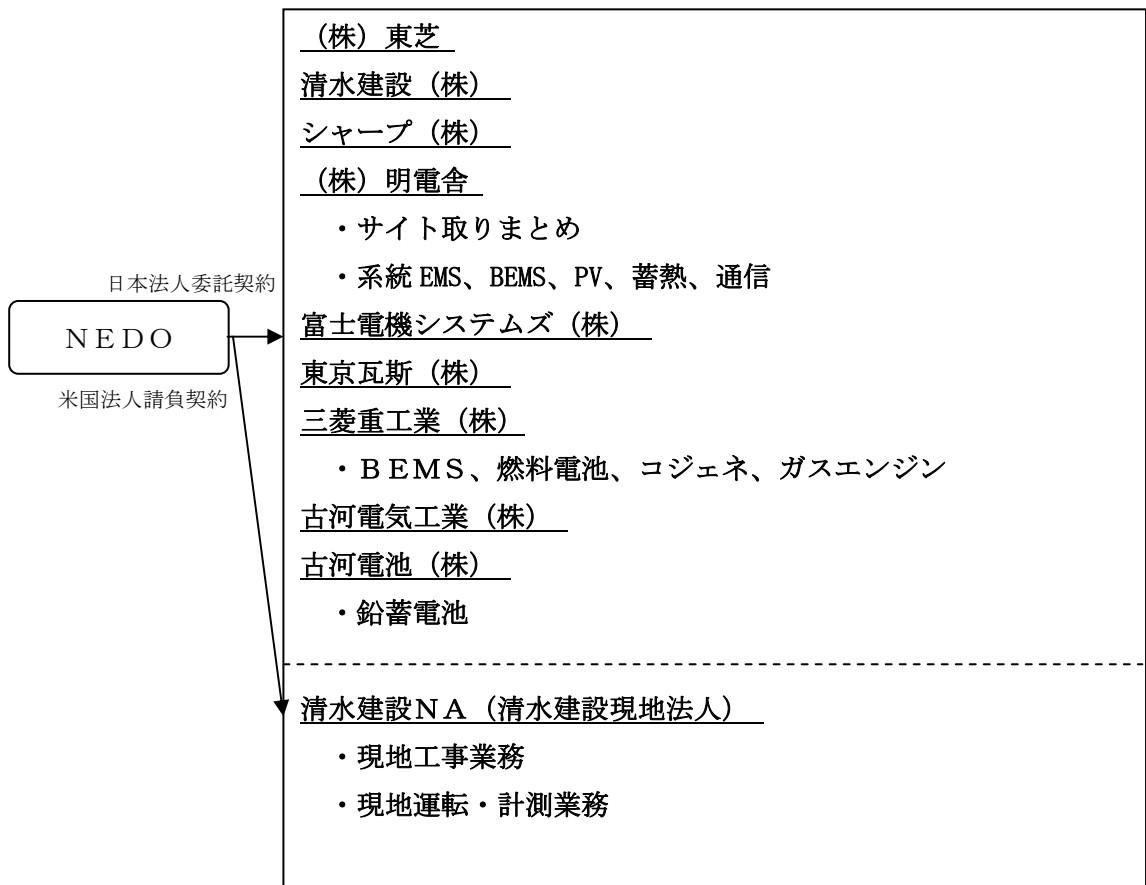 日本法人委託契約
NEDO
米国法人請負契約
（株）東芝
清水建設（株）
シャープ（株）
（株）明電舎
・サイト取りまとめ
・系統 EMS、BEMS、PV、蓄熱、通信
富士電機システムズ（株）
東京瓦斯（株）
三菱重工業（株）
・ＢＥＭＳ、燃料電池、コジェネ、ガスエンジン
古河電気工業（株）
古河電池（株）
・鉛蓄電池
清水建設ＮＡ（清水建設現地法人）
・現地工事業務
・現地運転・計測業務